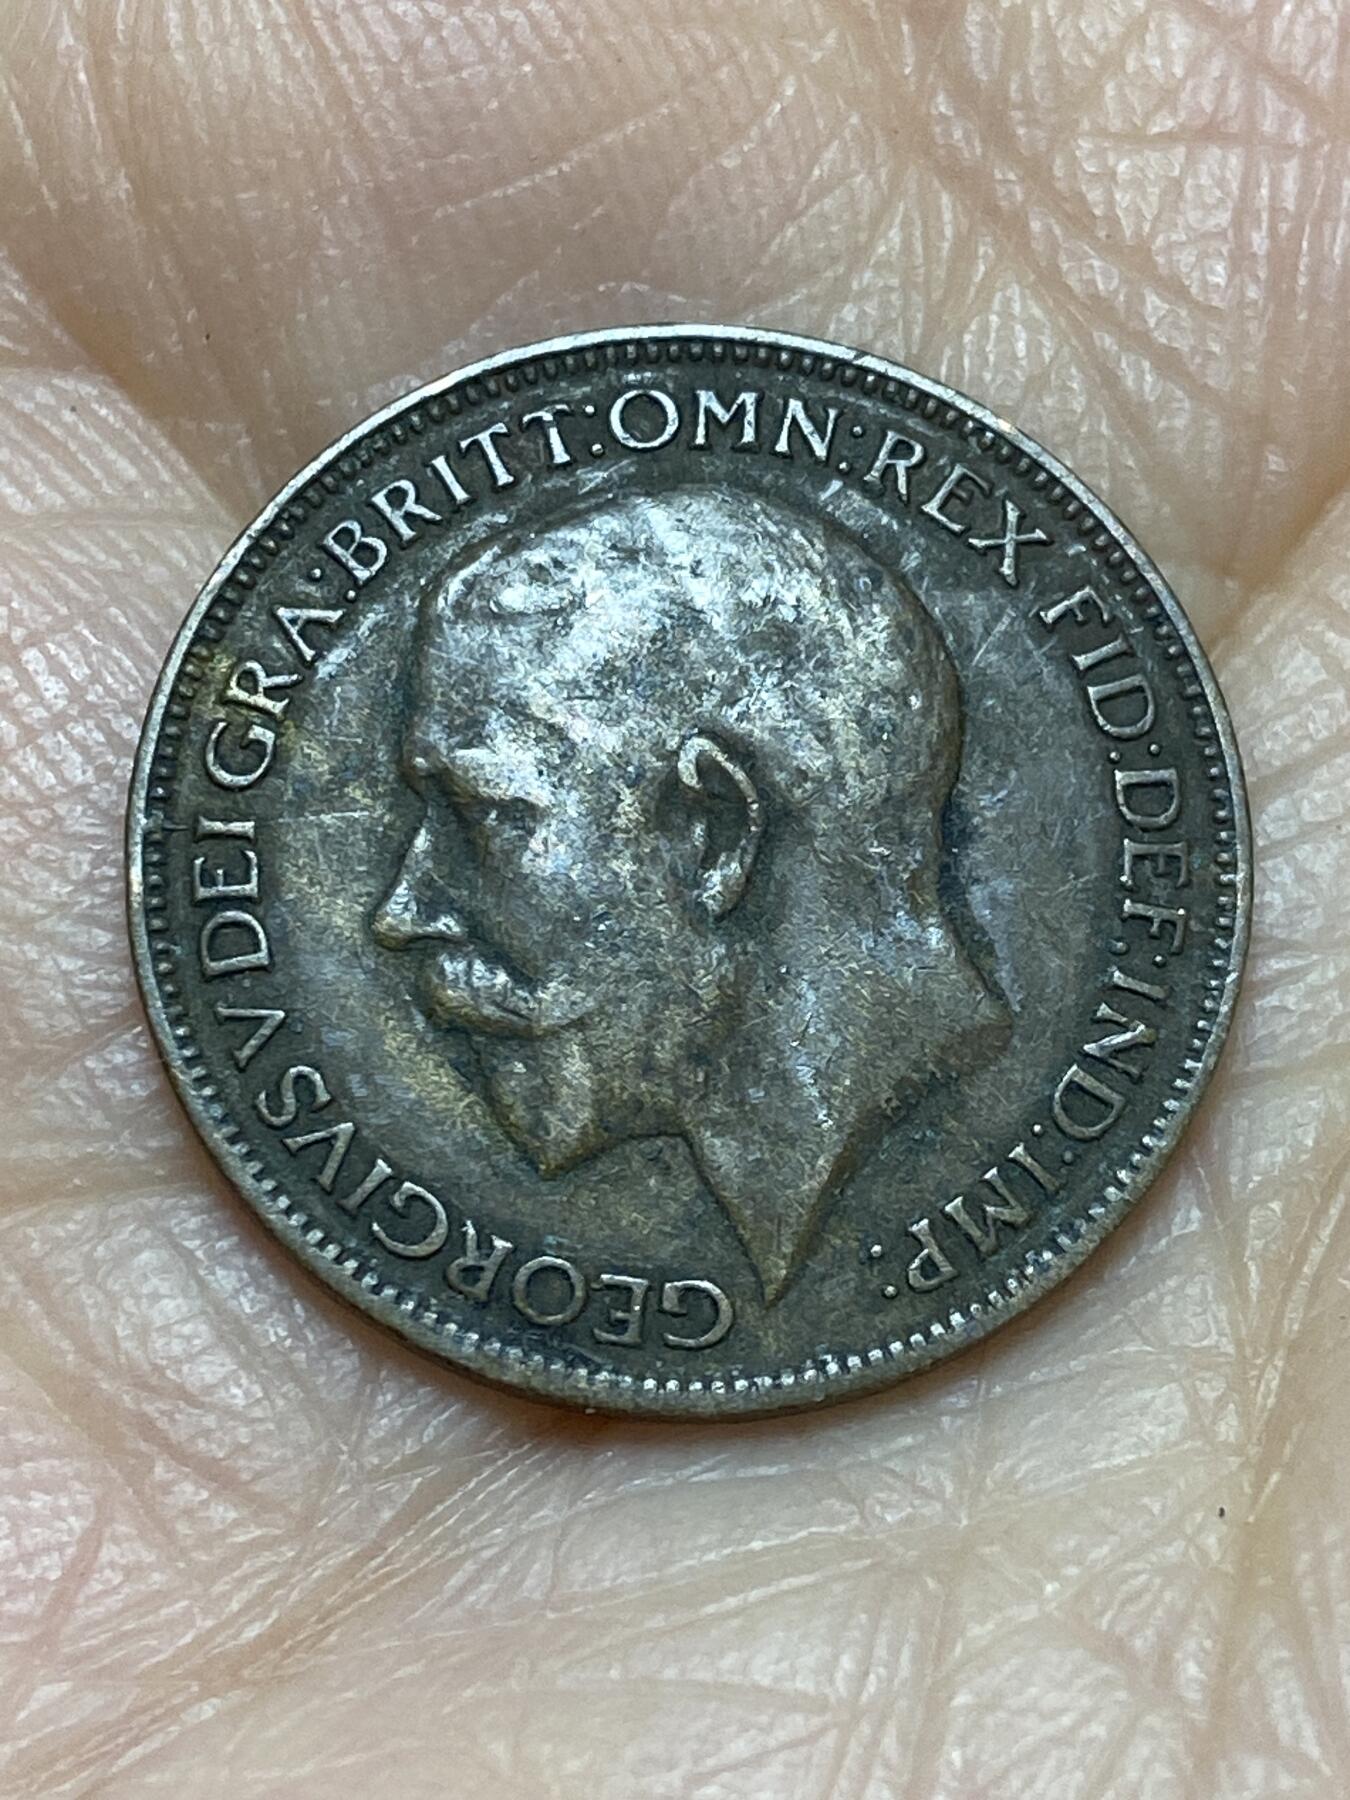 GEORGIVS V DEI GRA: BRITT: OMN: REX FID: DEF: IND: IMP: